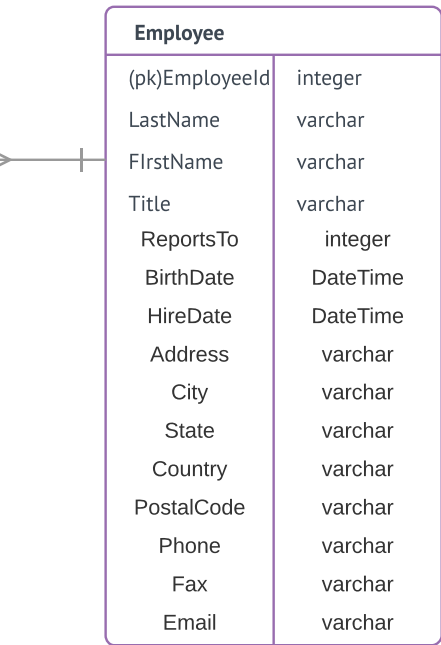 Employee
(pk)EmployeeId integer
LastName varchar
FIrstName varchar
Title varchar
ReportsTo integer
BirthDate DateTime
HireDate DateTime
Address varchar
City varchar
State varchar
Country varchar
PostalCode varchar
Phone varchar
Fax varchar
Email varchar